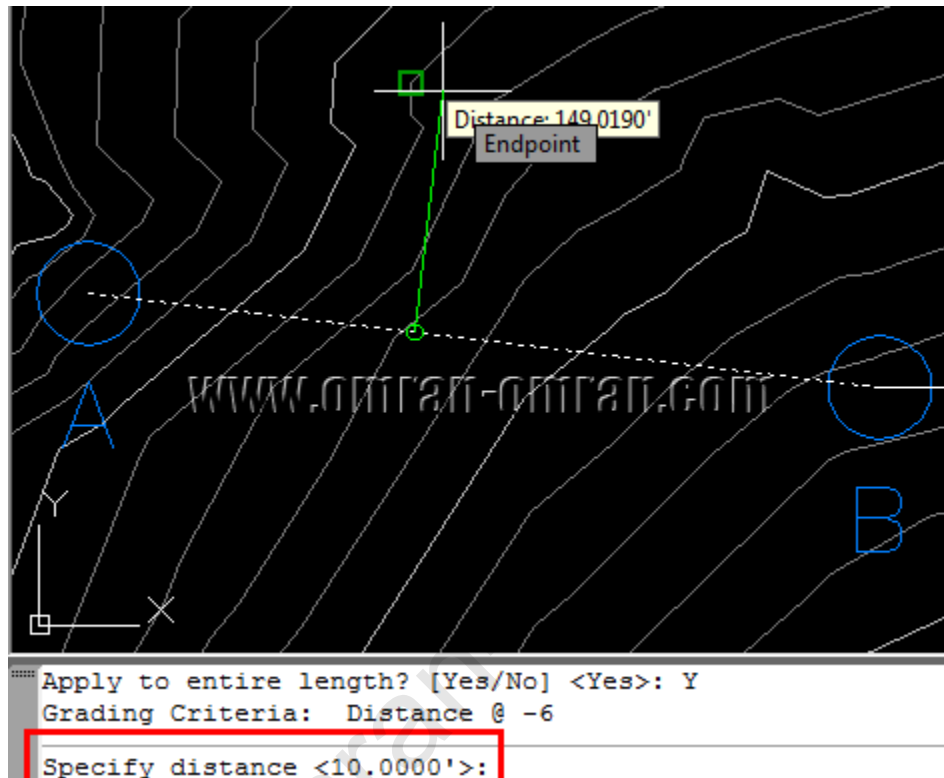 Distance: 149.0190'
Endpoint
www.omran-omran.com
A
B
Y
X
Apply to entire length? [Yes/No] <Yes>: Y
Grading Criteria:  Distance @ -6
Specify distance <10.0000'>: